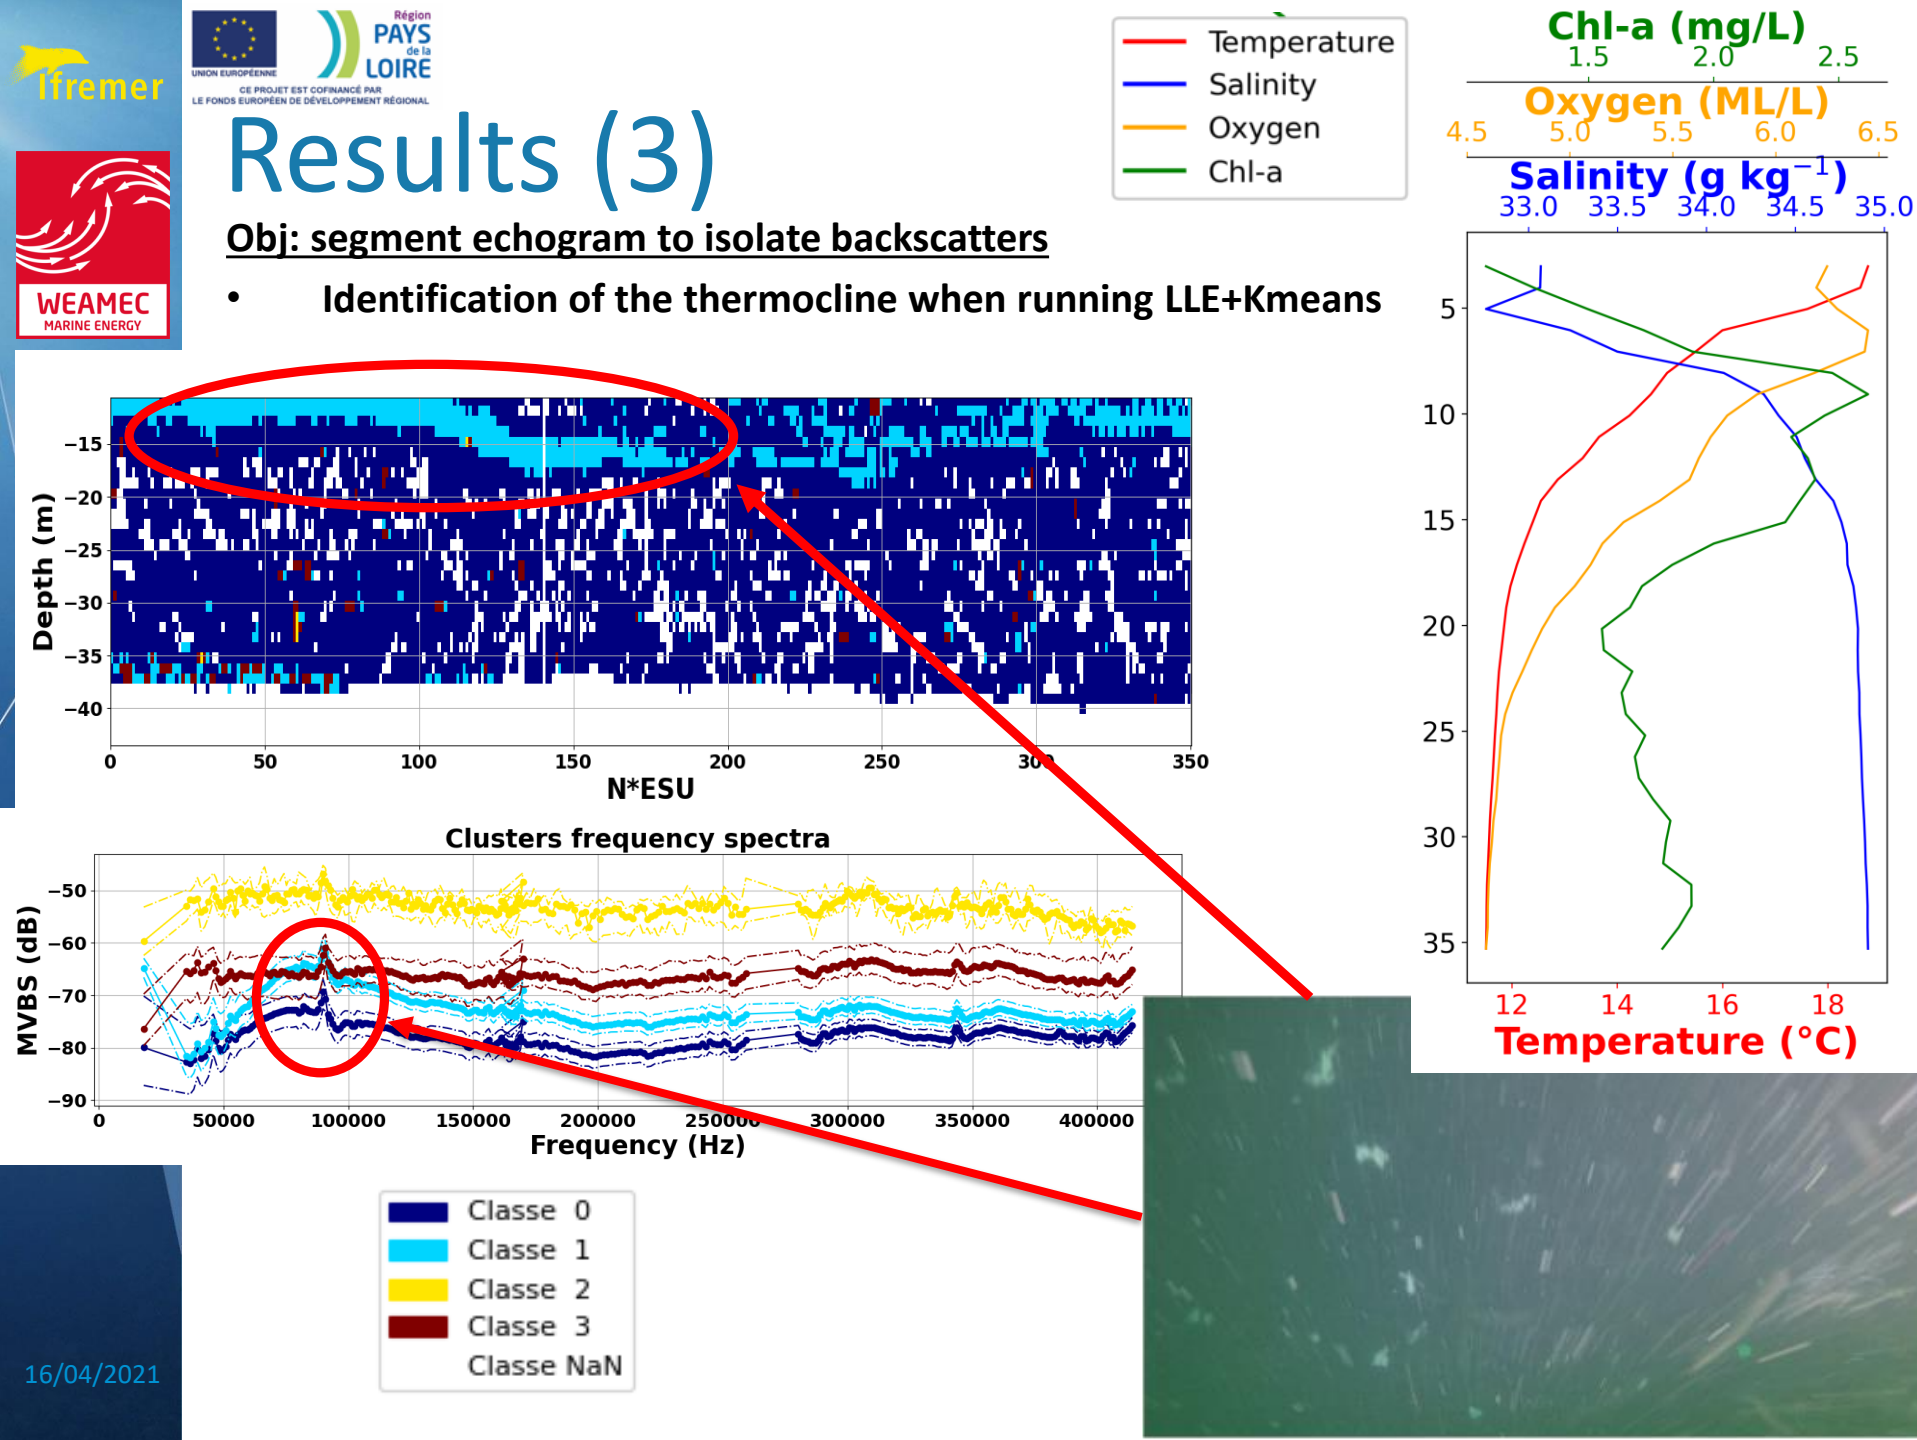 Ifremer
UNION EUROPÉENNE
Région
PAYS
de la
LOIRE
CE PROJET EST COFINANCÉ PAR
LE FONDS EUROPÉEN DE DÉVELOPPEMENT RÉGIONAL
WEAMEC
MARINE ENERGY
Results (3)
Obj: segment echogram to isolate backscatters
• Identification of the thermocline when running LLE+Kmeans
Temperature
Salinity
Oxygen
Chl-a
Chl-a (mg/L)
1.5 2.0 2.5
Oxygen (ML/L)
4.5 5.0 5.5 6.0 6.5
Salinity (g kg⁻¹)
33.0 33.5 34.0 34.5 35.0
5
10
15
20
25
30
35
12 14 16 18
Temperature (°C)
Depth (m)
−15
−20
−25
−30
−35
−40
0 50 100 150 200 250 300 350
N*ESU
Clusters frequency spectra
MVBS (dB)
−50
−60
−70
−80
−90
0 50000 100000 150000 200000 250000 300000 350000 400000
Frequency (Hz)
Classe 0
Classe 1
Classe 2
Classe 3
Classe NaN
16/04/2021